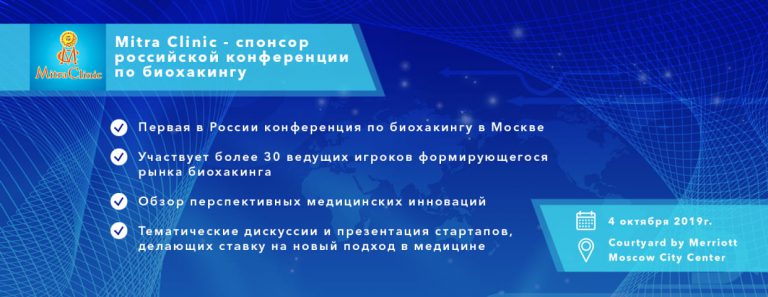 MitraClinic
Mitra Clinic - спонсор
российской конференции
по биохакингу
Первая в России конференция по биохакингу в Москве
Участвует более 30 ведущих игроков формирующегося
рынка биохакинга
Обзор перспективных медицинских инноваций
Тематические дискуссии и презентация стартапов,
делающих ставку на новый подход в медицине
4 октября 2019г.
Courtyard by Merriott
Moscow City Center